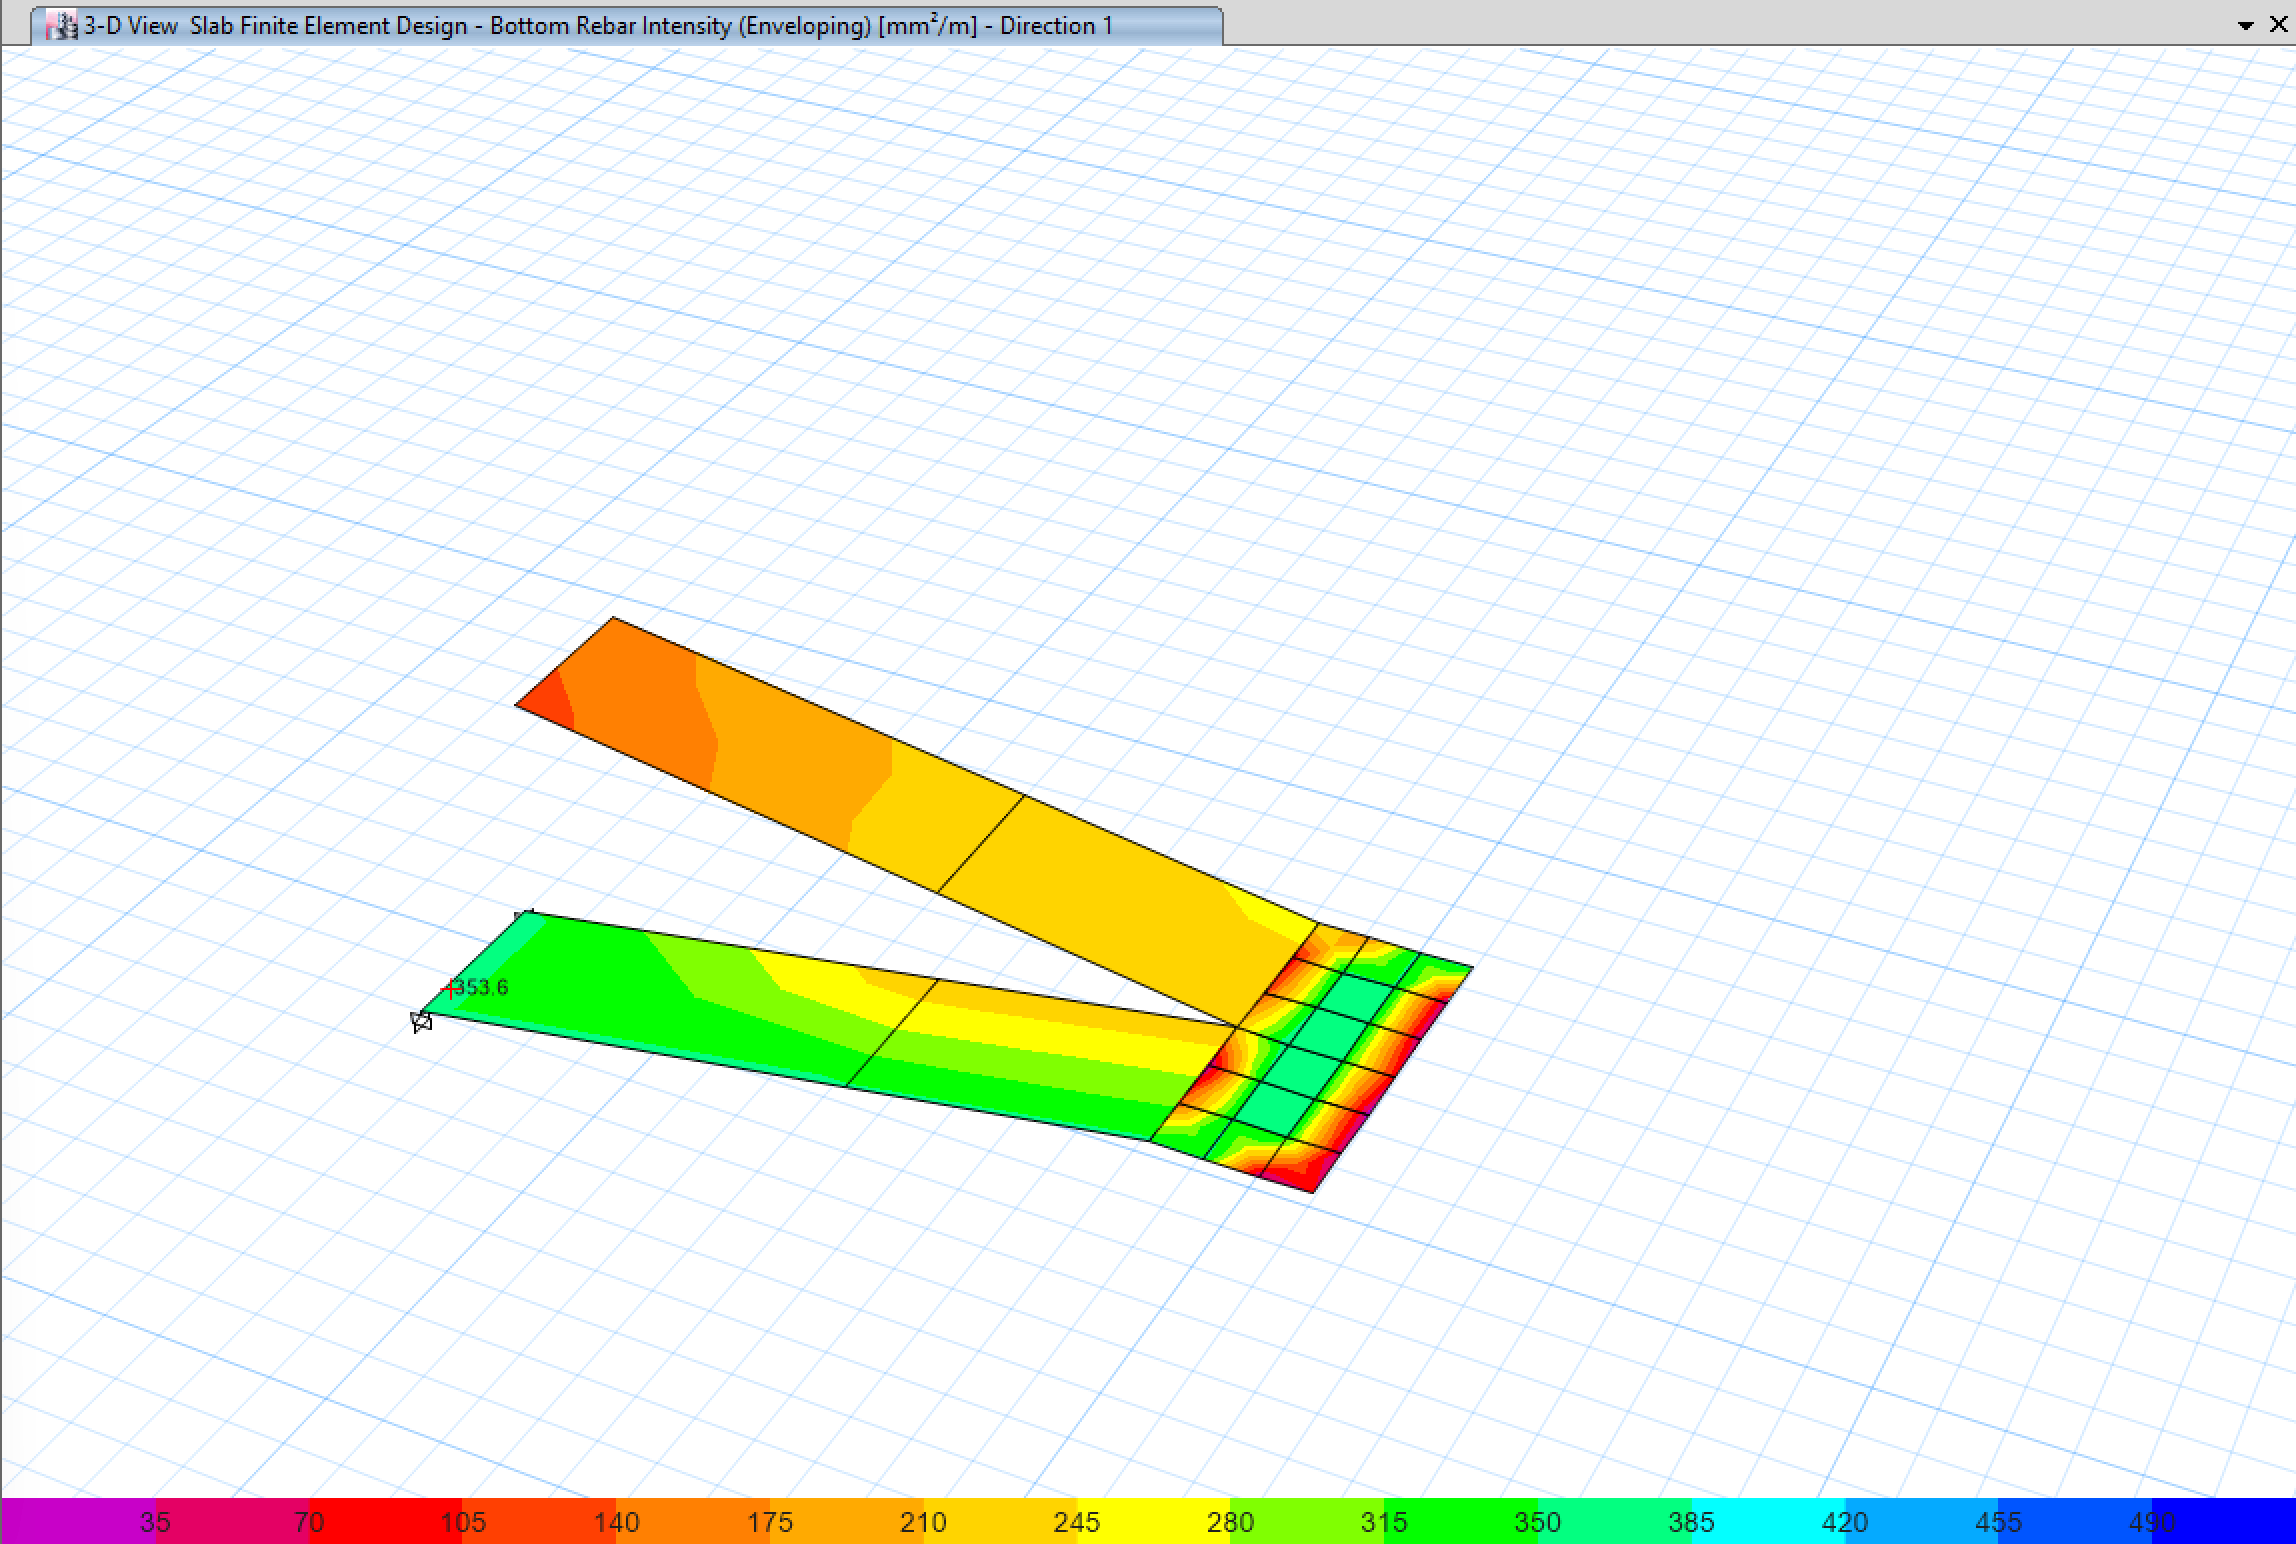 3-D View  Slab Finite Element Design - Bottom Rebar Intensity (Enveloping) [mm²/m] - Direction 1
353.6
35 70 105 140 175 210 245 280 315 350 385 420 455 490